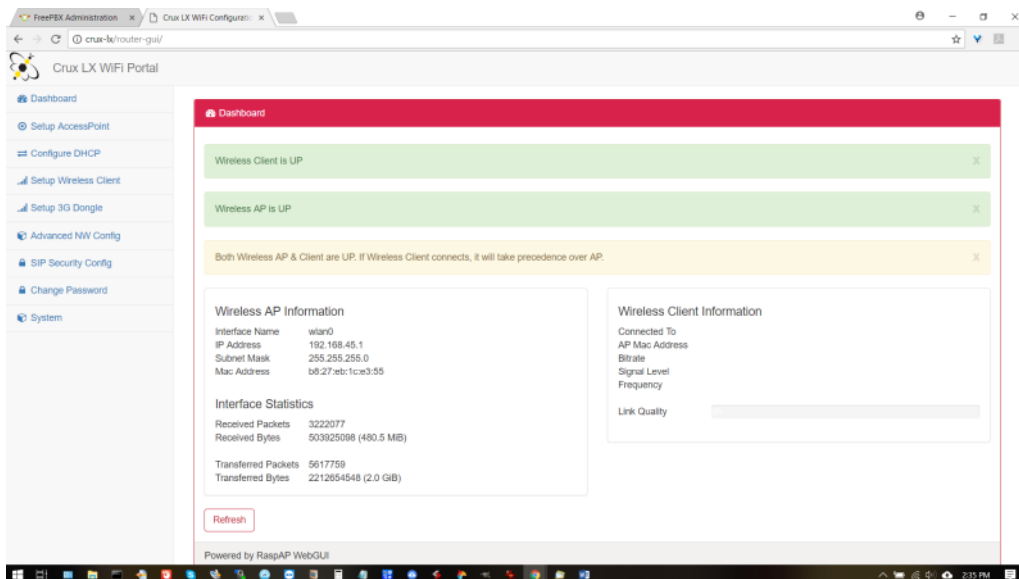 FreePBX Administration
Crux LX WiFi Configuratio
crux-lx/router-gui/
Crux LX WiFi Portal
Dashboard
Setup AccessPoint
Configure DHCP
Setup Wireless Client
Setup 3G Dongle
Advanced NW Config
SIP Security Config
Change Password
System
Dashboard
Wireless Client is UP
X
Wireless AP is UP
X
Both Wireless AP & Client are UP. If Wireless Client connects, it will take precedence over AP.
X
Wireless AP Information
Interface Name wlan0
IP Address 192.168.45.1
Subnet Mask 255.255.255.0
Mac Address b8:27:eb:1c:e3:55
Interface Statistics
Received Packets 3222077
Received Bytes 503925098 (480.5 MiB)
Transferred Packets 5617759
Transferred Bytes 2212654548 (2.0 GiB)
Wireless Client Information
Connected To
AP Mac Address
Bitrate
Signal Level
Frequency
Link Quality
Refresh
Powered by RaspAP WebGUI
2:35 PM